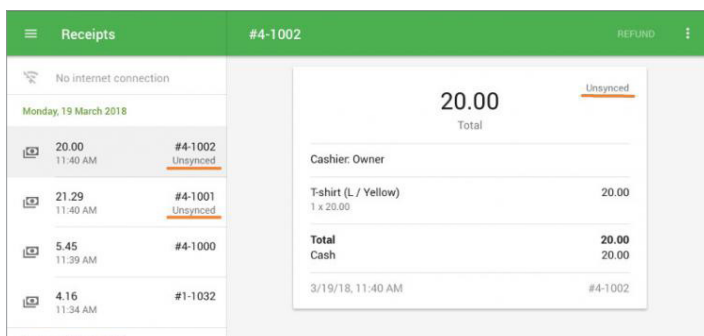 Receipts
#4-1002
REFUND
No internet connection
Monday, 19 March 2018
20.00 #4-1002
11:40 AM Unsynced
21.29 #4-1001
11:40 AM Unsynced
5.45 #4-1000
11:39 AM
4.16 #1-1032
11:34 AM
Unsynced
20.00
Total
Cashier: Owner
T-shirt (L / Yellow) 20.00
1 x 20.00
Total 20.00
Cash 20.00
3/19/18, 11:40 AM #4-1002